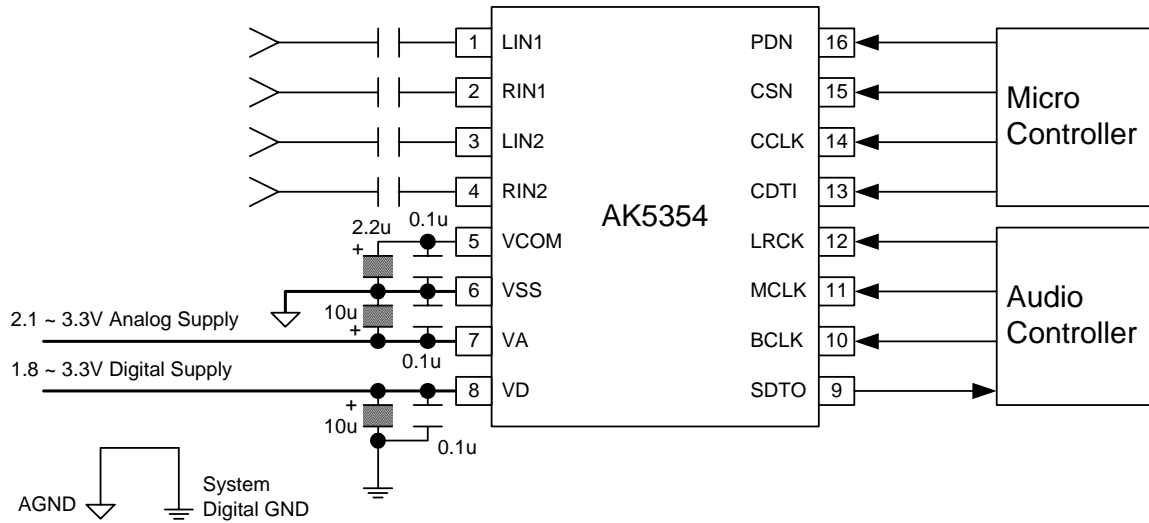 1 LIN1 PDN 16
2 RIN1 CSN 15
Micro
Controller
3 LIN2 CCLK 14
4 RIN2 CDTI 13
AK5354
2.2u 0.1u
+
5 VCOM LRCK 12
6 VSS MCLK 11
Audio
Controller
10u
2.1 ~ 3.3V Analog Supply
+
7 VA BCLK 10
0.1u
1.8 ~ 3.3V Digital Supply
8 VD SDTO 9
+
10u
0.1u
AGND
System
Digital GND